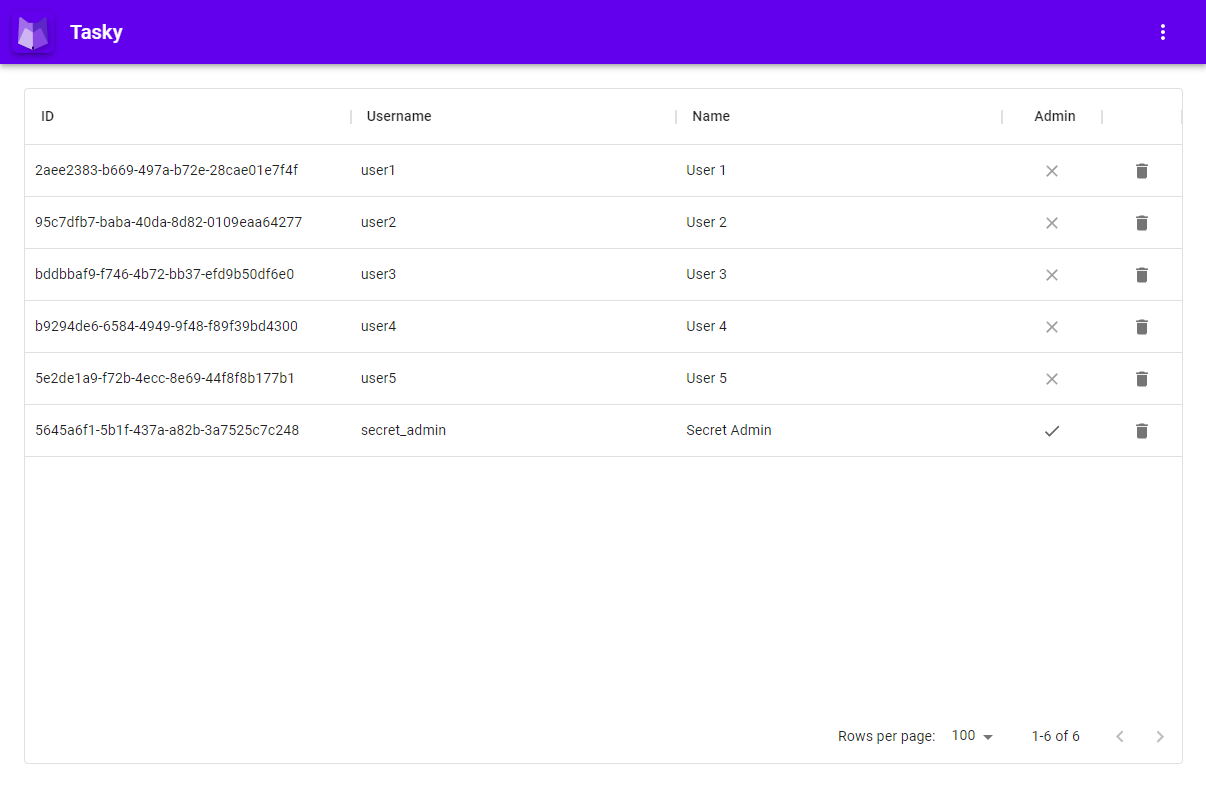 Tasky
ID Username Name Admin
2aee2383-b669-497a-b72e-28cae01e7f4f user1 User 1
95c7dfb7-baba-40da-8d82-0109eaa64277 user2 User 2
bddbbaf9-f746-4b72-bb37-efd9b50df6e0 user3 User 3
b9294de6-6584-4949-9f48-f89f39bd4300 user4 User 4
5e2de1a9-f72b-4ecc-8e69-44f8f8b177b1 user5 User 5
5645a6f1-5b1f-437a-a82b-3a7525c7c248 secret_admin Secret Admin
Rows per page: 100 1-6 of 6